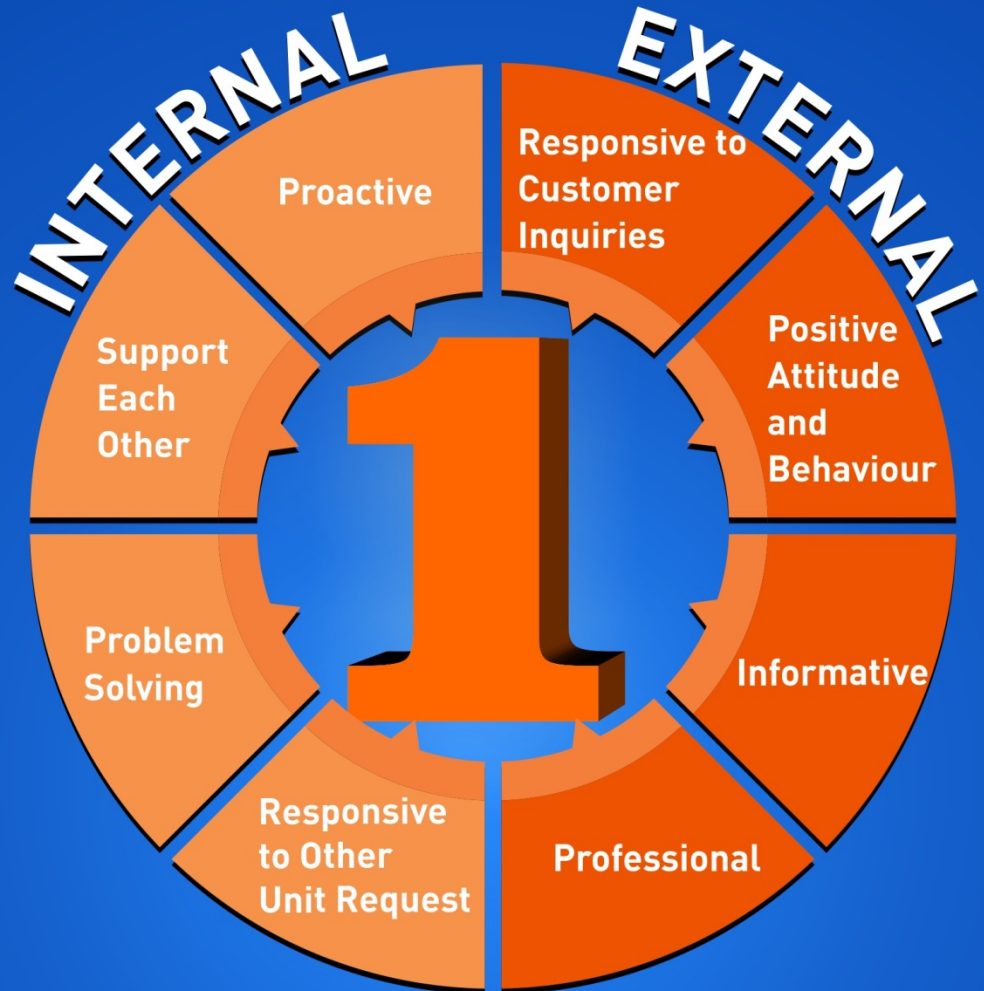 INTERNAL
Proactive
Support
Each
Other
Problem
Solving
Responsive
to Other
Unit Request
EXTERNAL
Responsive to
Customer
Inquiries
Positive
Attitude
and
Behaviour
Informative
Professional
1